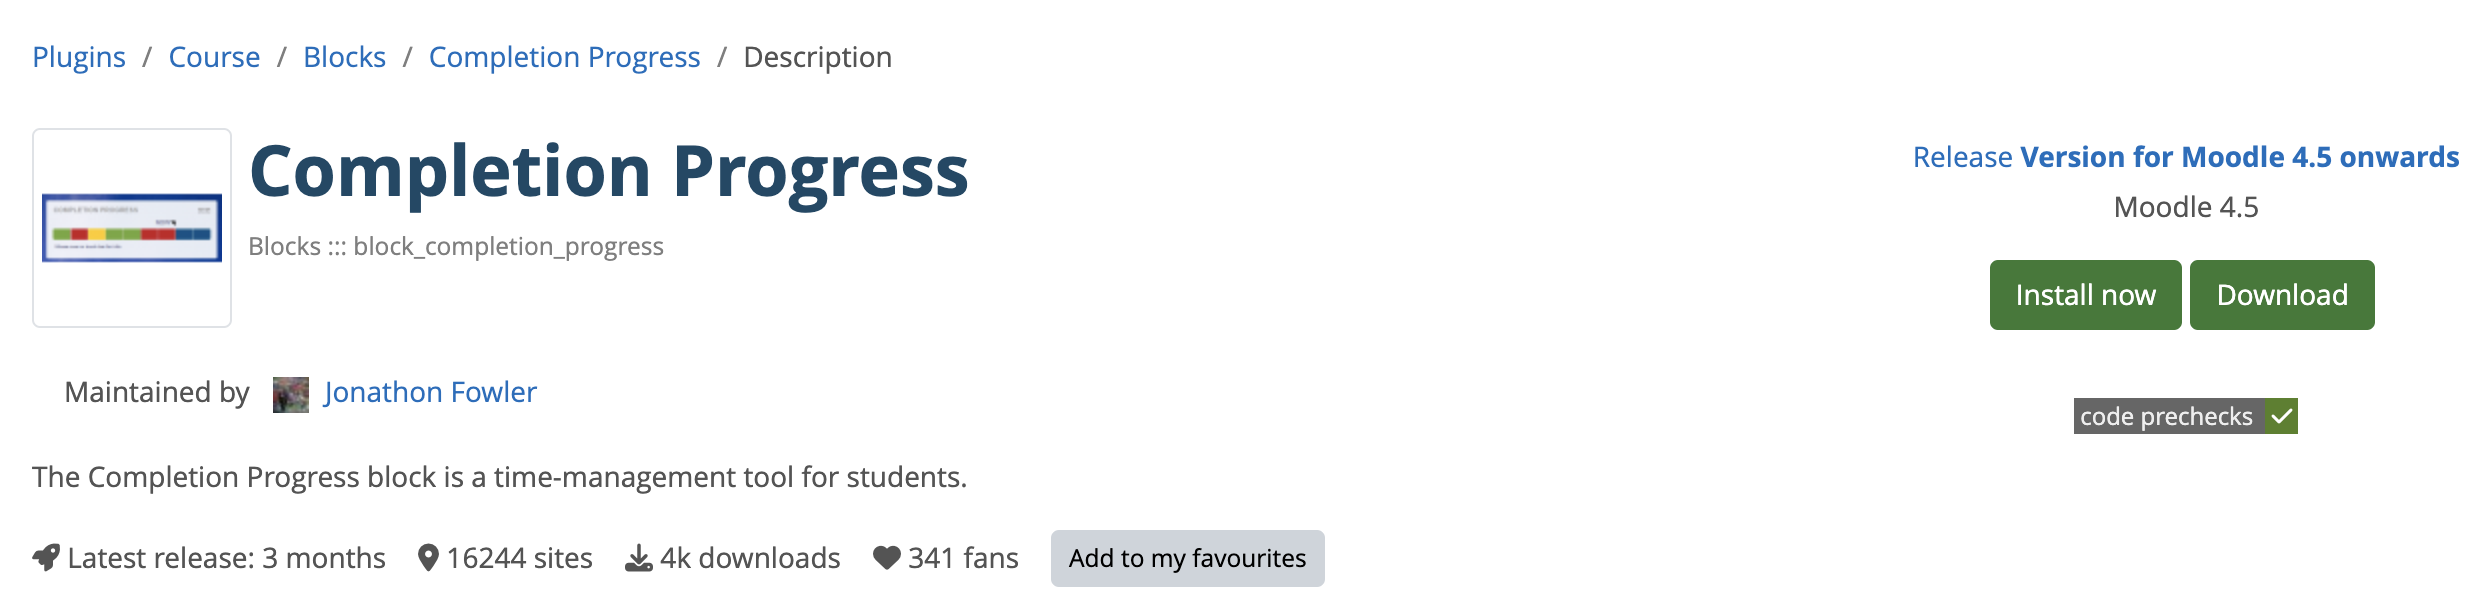 Plugins / Course / Blocks / Completion Progress / Description
Completion Progress
Blocks ::: block_completion_progress
Release Version for Moodle 4.5 onwards
Moodle 4.5
Install now Download
code prechecks
Maintained by Jonathon Fowler
The Completion Progress block is a time-management tool for students.
Latest release: 3 months 16244 sites 4k downloads 341 fans Add to my favourites